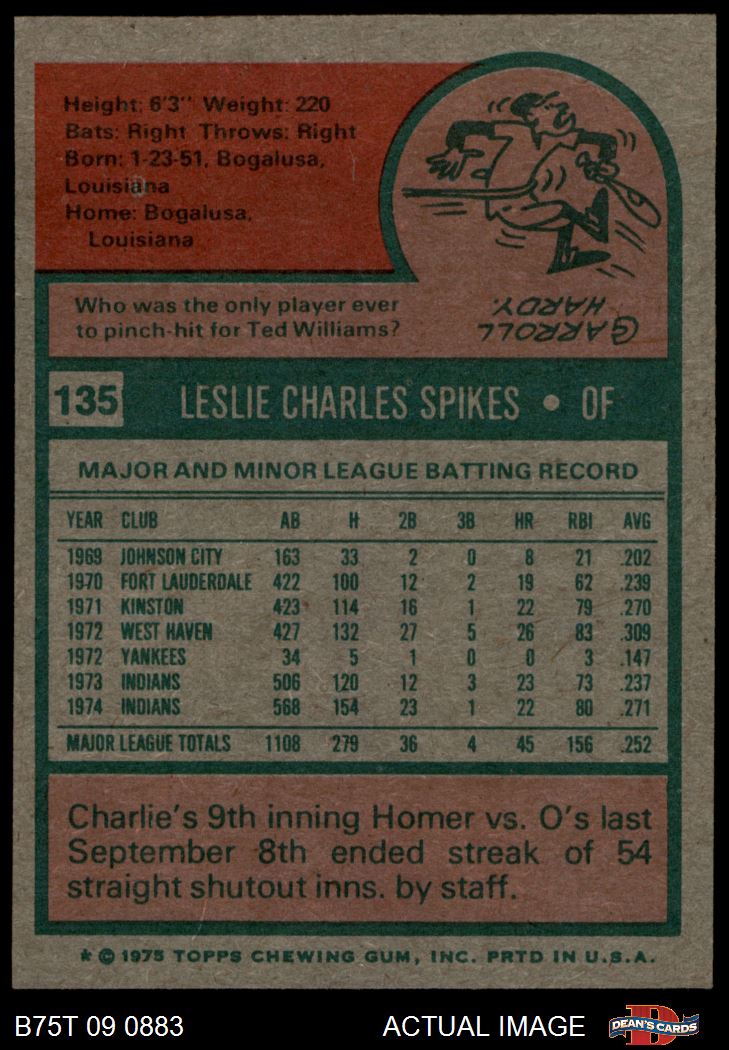 Height: 6'3" Weight: 220
Bats: Right Throws: Right
Born: 1-23-51, Bogalusa,
Louisiana
Home: Bogalusa,
Louisiana
Who was the only player ever
to pinch-hit for Ted Williams?
GARROLL
HARDY.
135 LESLIE CHARLES SPIKES • OF
MAJOR AND MINOR LEAGUE BATTING RECORD
YEAR CLUB AB H 2B 3B HR RBI AVG
1969 JOHNSON CITY 163 33 2 0 8 21 .202
1970 FORT LAUDERDALE 422 100 12 2 19 62 .239
1971 KINSTON 423 114 16 1 22 79 .270
1972 WEST HAVEN 427 132 27 5 26 83 .309
1972 YANKEES 34 5 1 0 0 3 .147
1973 INDIANS 506 120 12 3 23 73 .237
1974 INDIANS 568 154 23 1 22 80 .271
MAJOR LEAGUE TOTALS 1108 279 36 4 45 156 .252
Charlie's 9th inning Homer vs. O's last
September 8th ended streak of 54
straight shutout inns. by staff.
* © 1975 TOPPS CHEWING GUM, INC. PRTD IN U.S.A.
B75T 09 0883 ACTUAL IMAGE DEAN'S CARDS